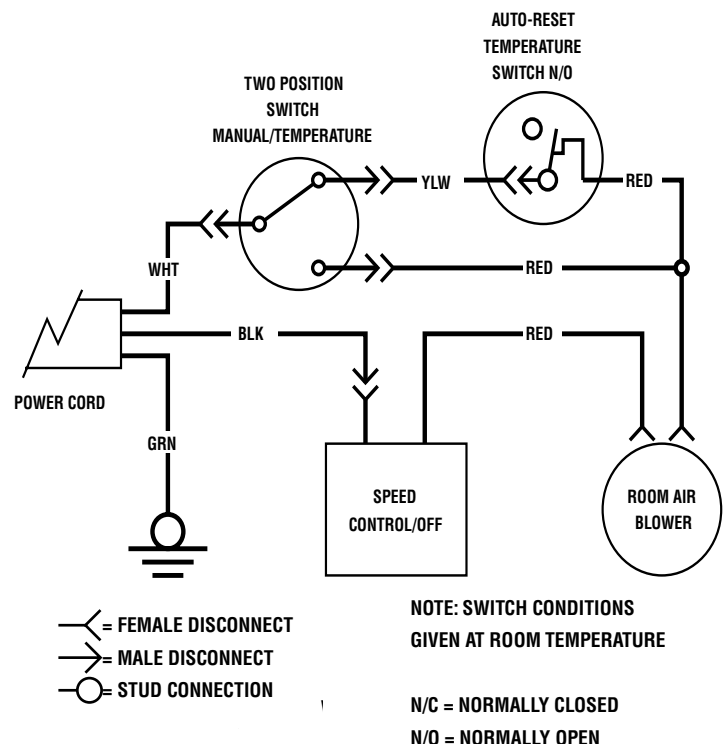 AUTO-RESET
TEMPERATURE
SWITCH N/O
TWO POSITION
SWITCH
MANUAL/TEMPERATURE
YLW
RED
WHT
RED
BLK
RED
POWER CORD
GRN
SPEED
CONTROL/OFF
ROOM AIR
BLOWER
= FEMALE DISCONNECT
= MALE DISCONNECT
= STUD CONNECTION
NOTE: SWITCH CONDITIONS
GIVEN AT ROOM TEMPERATURE
N/C = NORMALLY CLOSED
N/O = NORMALLY OPEN